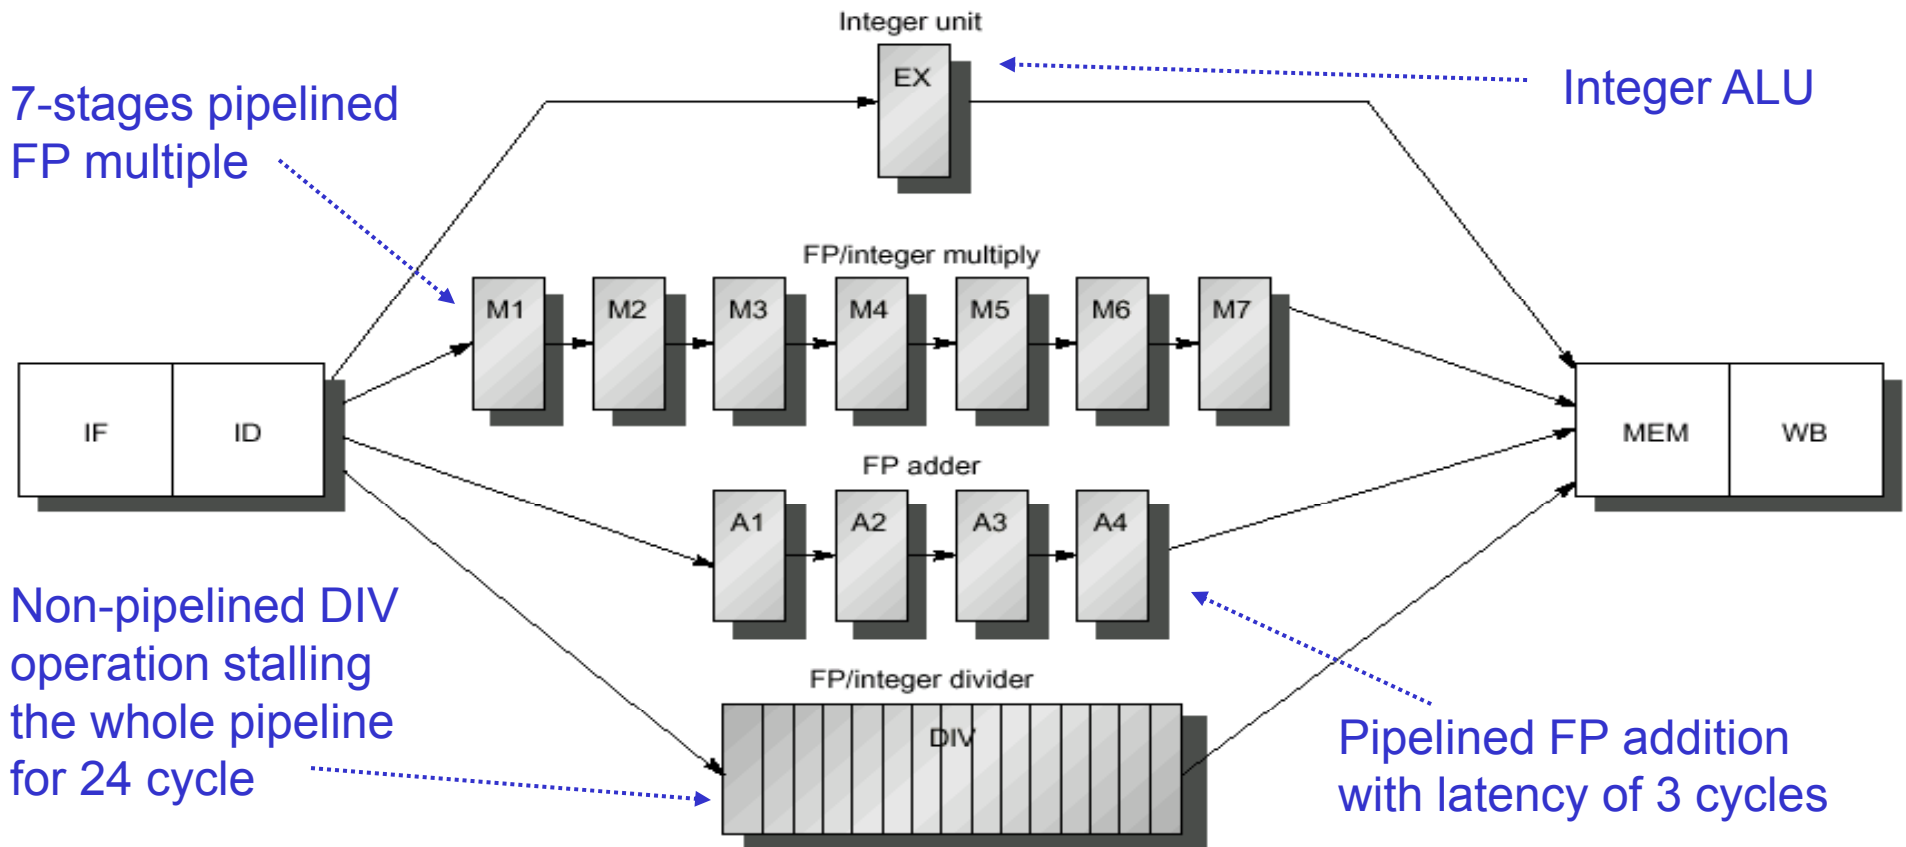 Integer unit
EX
Integer ALU
7-stages pipelined
FP multiple
FP/integer multiply
M1 M2 M3 M4 M5 M6 M7
IF ID
MEM WB
FP adder
A1 A2 A3 A4
Non-pipelined DIV
operation stalling
the whole pipeline
for 24 cycle
FP/integer divider
DIV
Pipelined FP addition
with latency of 3 cycles